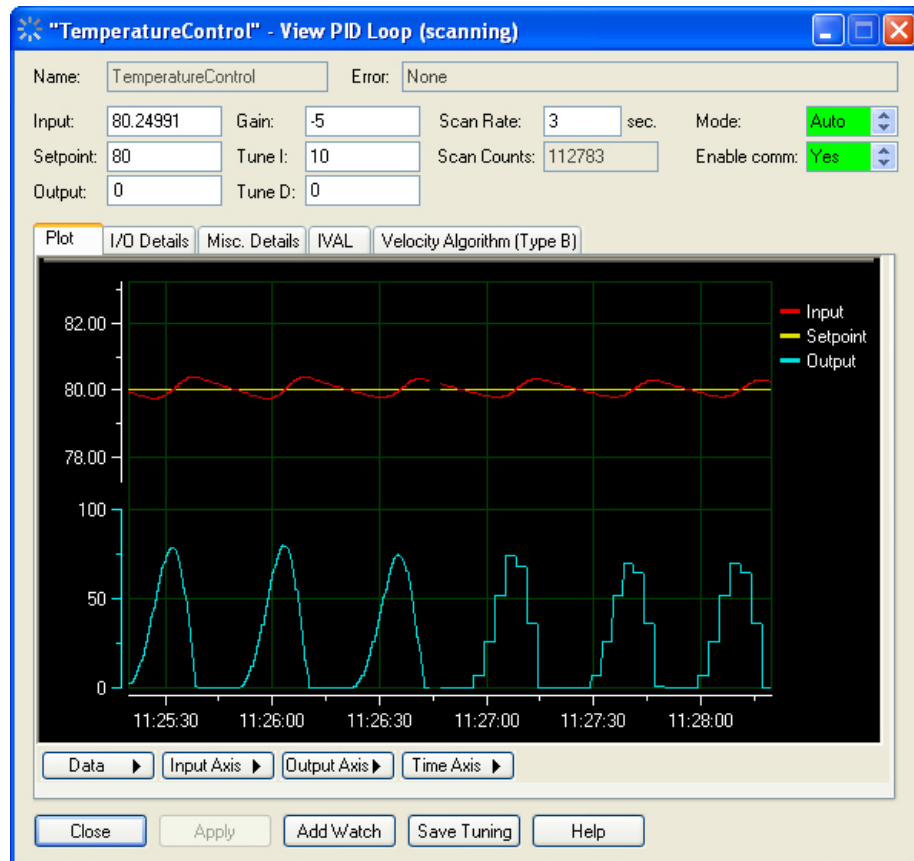 "TemperatureControl" - View PID Loop (scanning)
Name: TemperatureControl Error: None
Input: 80.24991 Gain: -5 Scan Rate: 3 sec. Mode: Auto
Setpoint: 80 Tune I: 10 Scan Counts: 112783 Enable comm: Yes
Output: 0 Tune D: 0
Plot I/O Details Misc. Details IVAL Velocity Algorithm (Type B)
82.00
80.00
78.00
Input
Setpoint
Output
100
50
0
11:25:30 11:26:00 11:26:30 11:27:00 11:27:30 11:28:00
Data Input Axis Output Axis Time Axis
Close Apply Add Watch Save Tuning Help